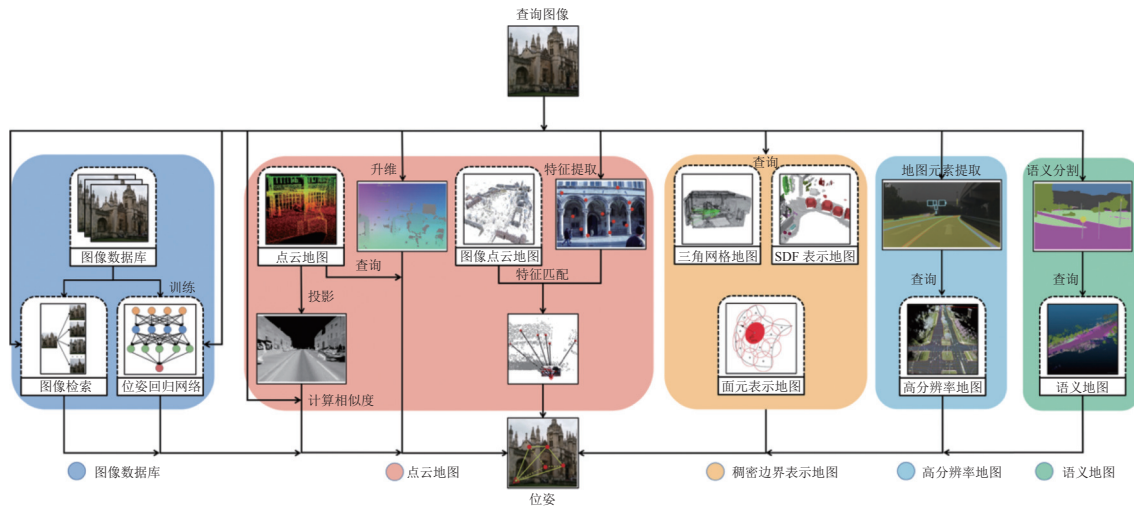 查询图像
升维
特征提取
查询
地图元素提取
语义分割
图像数据库
点云地图
查询
图像点云地图
特征匹配
三角网格地图
SDF 表示地图
查询
查询
训练
投影
图像检索
位姿回归网络
计算相似度
面元表示地图
高分辨率地图
语义地图
图像数据库
点云地图
位姿
稠密边界表示地图
高分辨率地图
语义地图